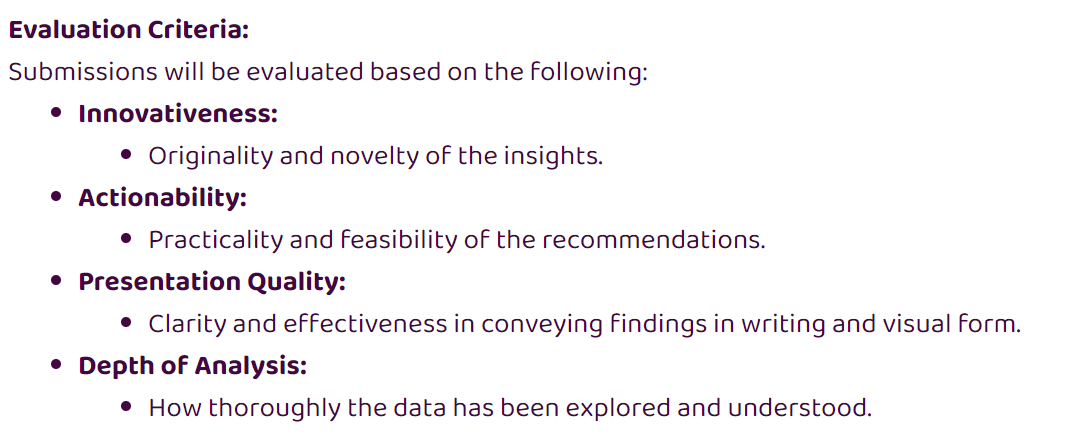 Evaluation Criteria:
Submissions will be evaluated based on the following:
• Innovativeness:
• Originality and novelty of the insights.
• Actionability:
• Practicality and feasibility of the recommendations.
• Presentation Quality:
• Clarity and effectiveness in conveying findings in writing and visual form.
• Depth of Analysis:
• How thoroughly the data has been explored and understood.